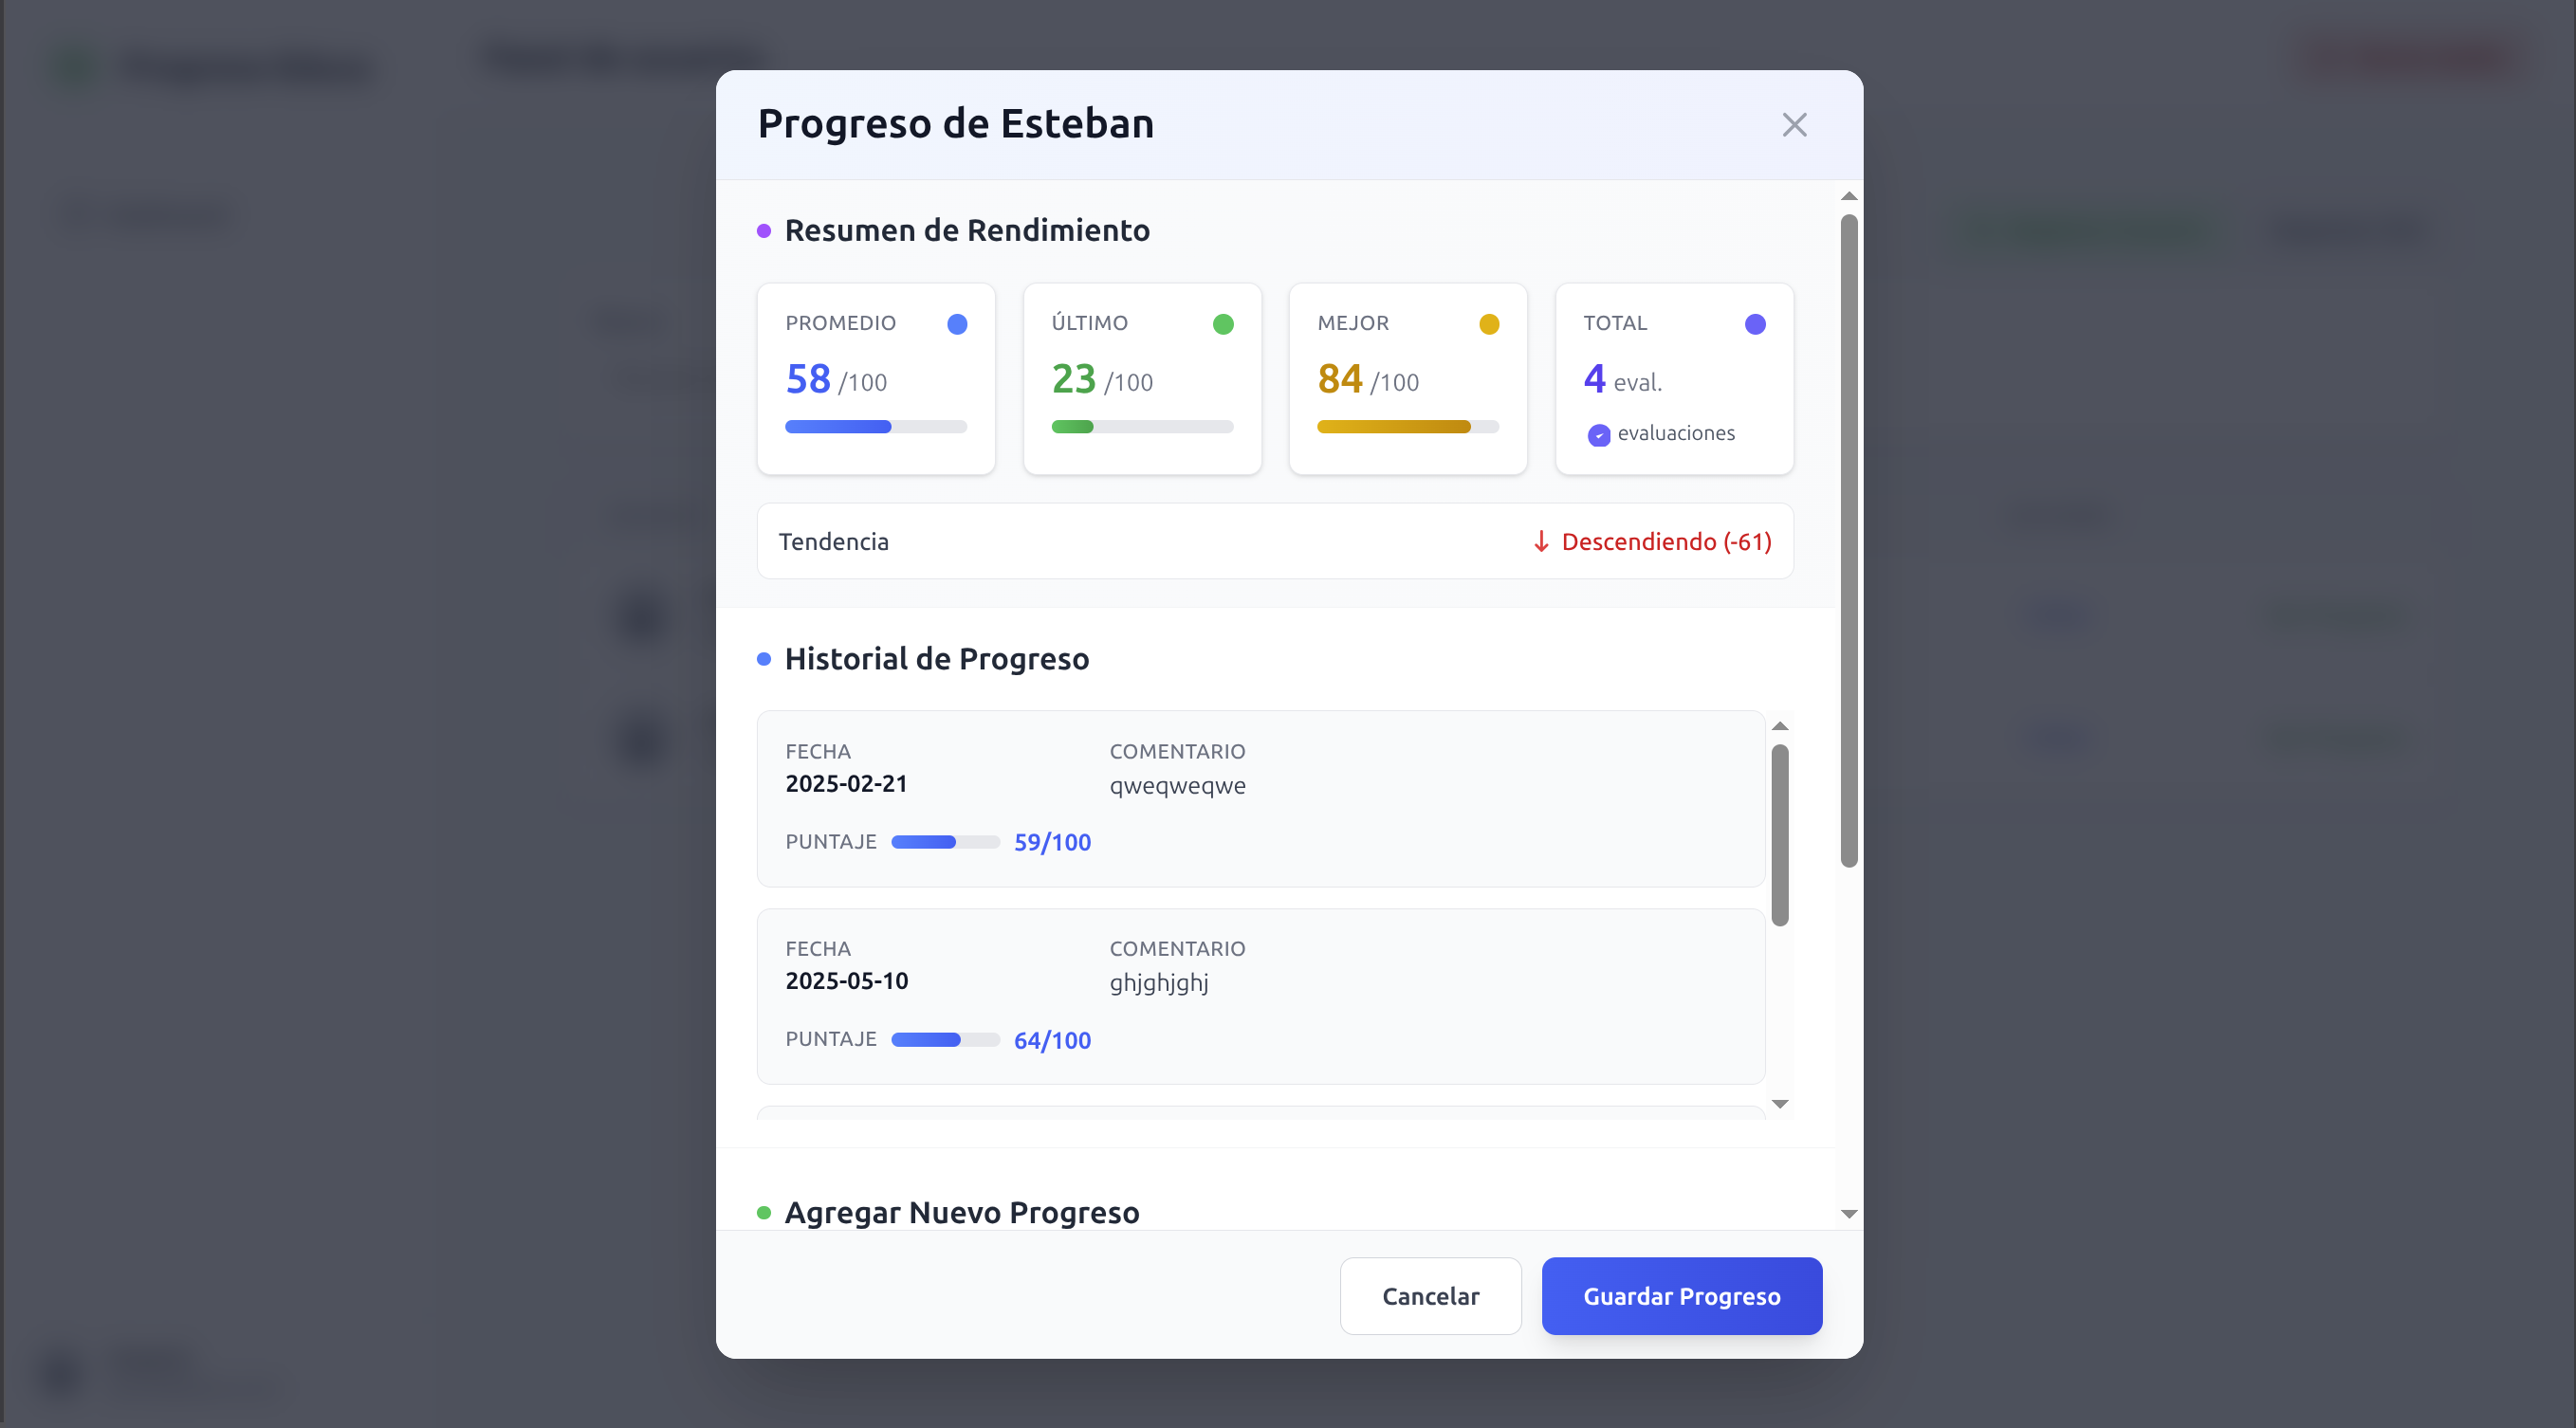 Progreso de Esteban
Resumen de Rendimiento
PROMEDIO
58 /100
ÚLTIMO
23 /100
MEJOR
84 /100
TOTAL
4 eval.
evaluaciones
Tendencia
Descendiendo (-61)
Historial de Progreso
FECHA
2025-02-21
COMENTARIO
qweqweqwe
PUNTAJE 59/100
FECHA
2025-05-10
COMENTARIO
ghjghjghj
PUNTAJE 64/100
Agregar Nuevo Progreso
Cancelar
Guardar Progreso